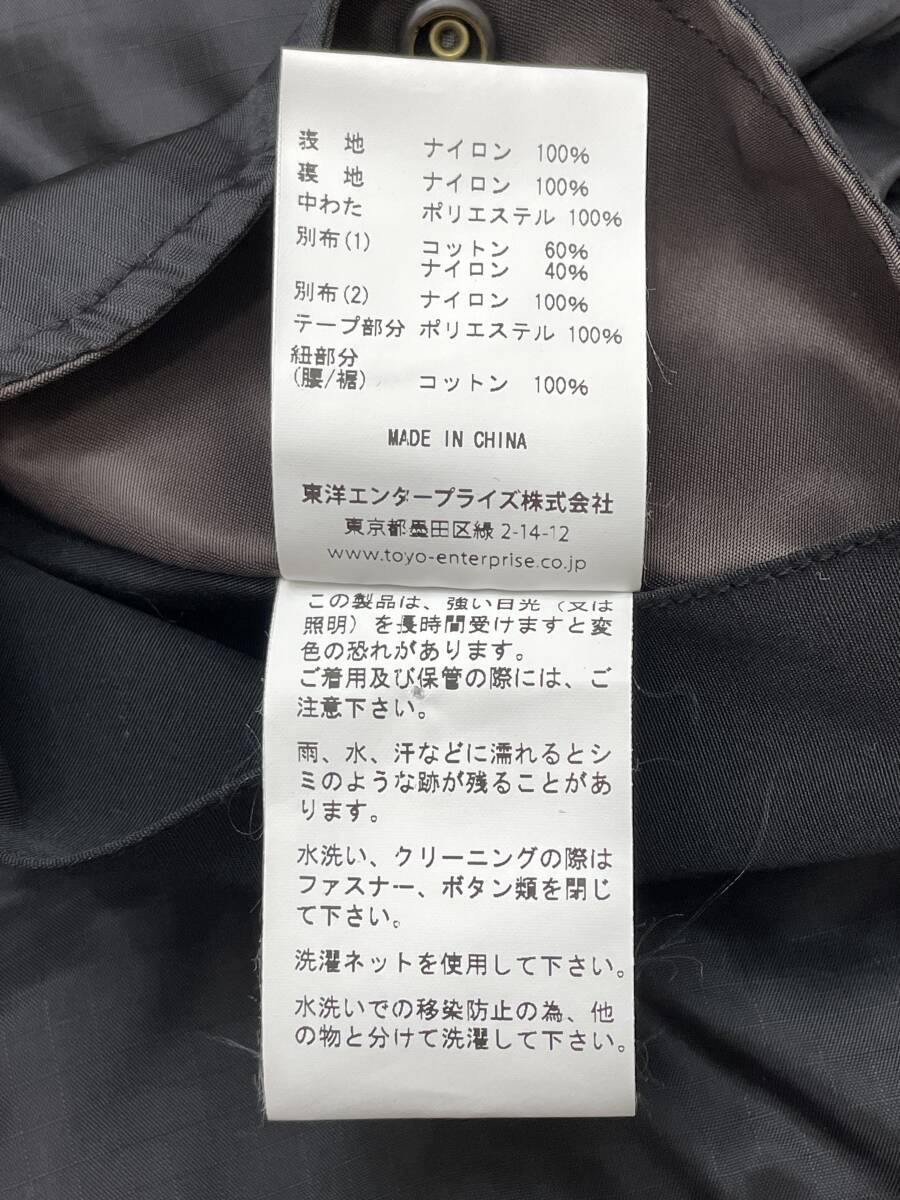 表 地 ナイロン 100%
裏 地 ナイロン 100%
中わた ポリエステル 100%
別布(1) コットン 60%
ナイロン 40%
別布(2) ナイロン 100%
テープ部分 ポリエステル 100%
紐部分
(腰/裾) コットン 100%
MADE IN CHINA
東洋エンタープライズ株式会社
東京都墨田区緑 2-14-12
www.toyo-enterprise.co.jp
この製品は、強い日光（又は
照明）を長時間受けますと変
色の恐れがあります。
ご着用及び保管の際には、ご
注意下さい。
雨、水、汗などに濡れるとシ
ミのような跡が残ることがあ
ります。
水洗い、クリーニングの際は
ファスナー、ボタン類を閉じ
て下さい。
洗濯ネットを使用して下さい。
水洗いでの移染防止の為、他
の物と分けて洗濯して下さい。